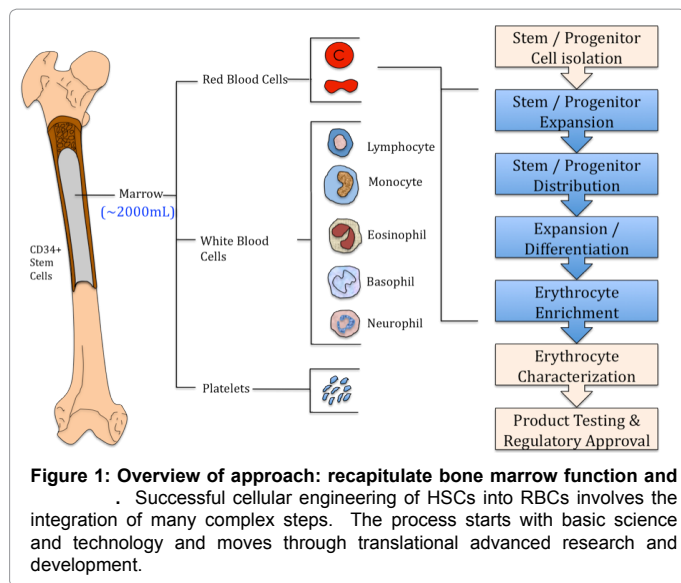 Red Blood Cells
C
Lymphocyte
Monocyte
Marrow
(~2000mL)
Eosinophil
White Blood
Cells
CD34+
Stem
Cells
Basophil
Neurophil
Platelets
Stem / Progenitor
Cell isolation
Stem / Progenitor
Expansion
Stem / Progenitor
Distribution
Expansion /
Differentiation
Erythrocyte
Enrichment
Erythrocyte
Characterization
Product Testing &
Regulatory Approval
Figure 1: Overview of approach: recapitulate bone marrow function and
. Successful cellular engineering of HSCs into RBCs involves the
integration of many complex steps. The process starts with basic science
and technology and moves through translational advanced research and
development.